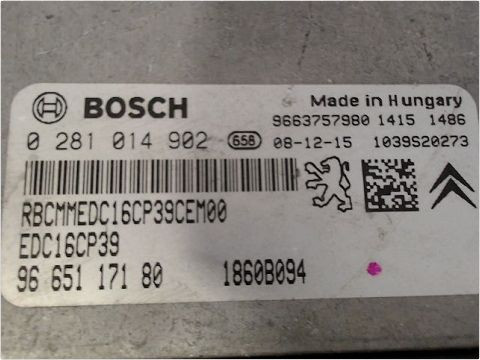 BOSCH Made in Hungary
9663757980 1415 1486
0 281 014 902 658 08-12-15 1039S20273
RBCMMEDC16CP39CEM00
EDC16CP39
96 651 171 80 1860B094